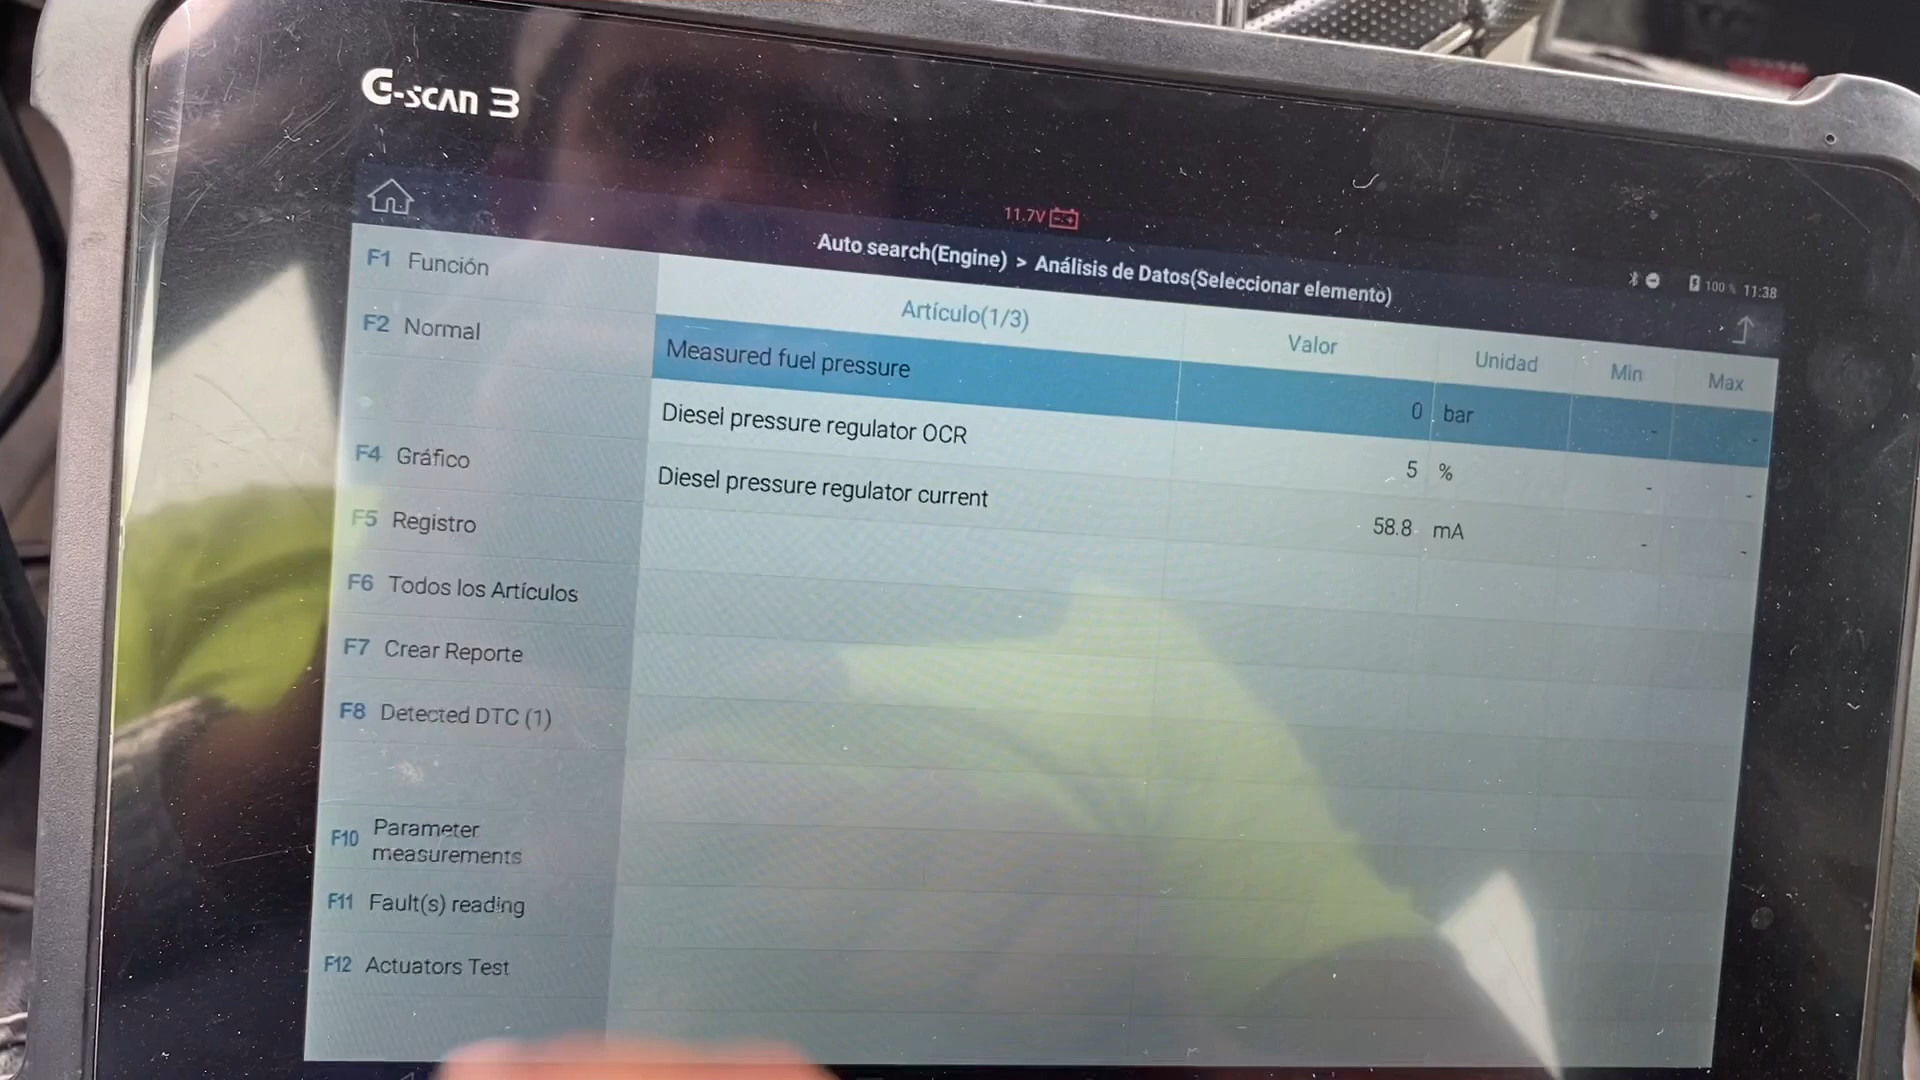 G-scan 3
11.7V
Auto search(Engine) > Análisis de Datos(Seleccionar elemento)
100 % 11:38
F1 Función
F2 Normal
F4 Gráfico
F5 Registro
F6 Todos los Artículos
F7 Crear Reporte
F8 Detected DTC (1)
F10 Parameter
measurements
F11 Fault(s) reading
F12 Actuators Test
Artículo(1/3) Valor Unidad Min Max
Measured fuel pressure 0 bar - -
Diesel pressure regulator OCR 5 % - -
Diesel pressure regulator current 58.8 mA - -